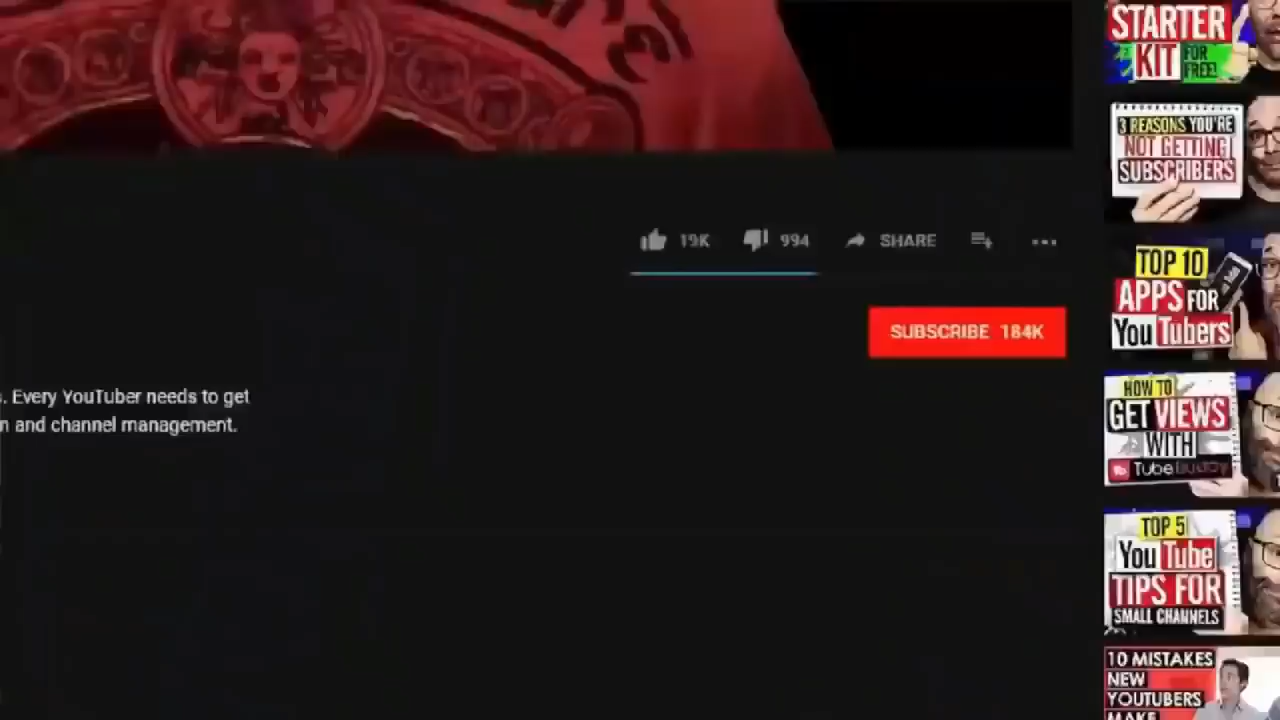 19K 994 SHARE
SUBSCRIBE 184K
. Every YouTuber needs to get
n and channel management.
STARTER
KIT FOR
FREE!
3 REASONS YOU'RE
NOT GETTING
SUBSCRIBERS
TOP 10
APPS FOR
YouTubers
HOW TO
GET VIEWS
WITH
TubeBuddy
TOP 5
YouTube
TIPS FOR
SMALL CHANNELS
10 MISTAKES
NEW
YOUTUBERS
MAKE